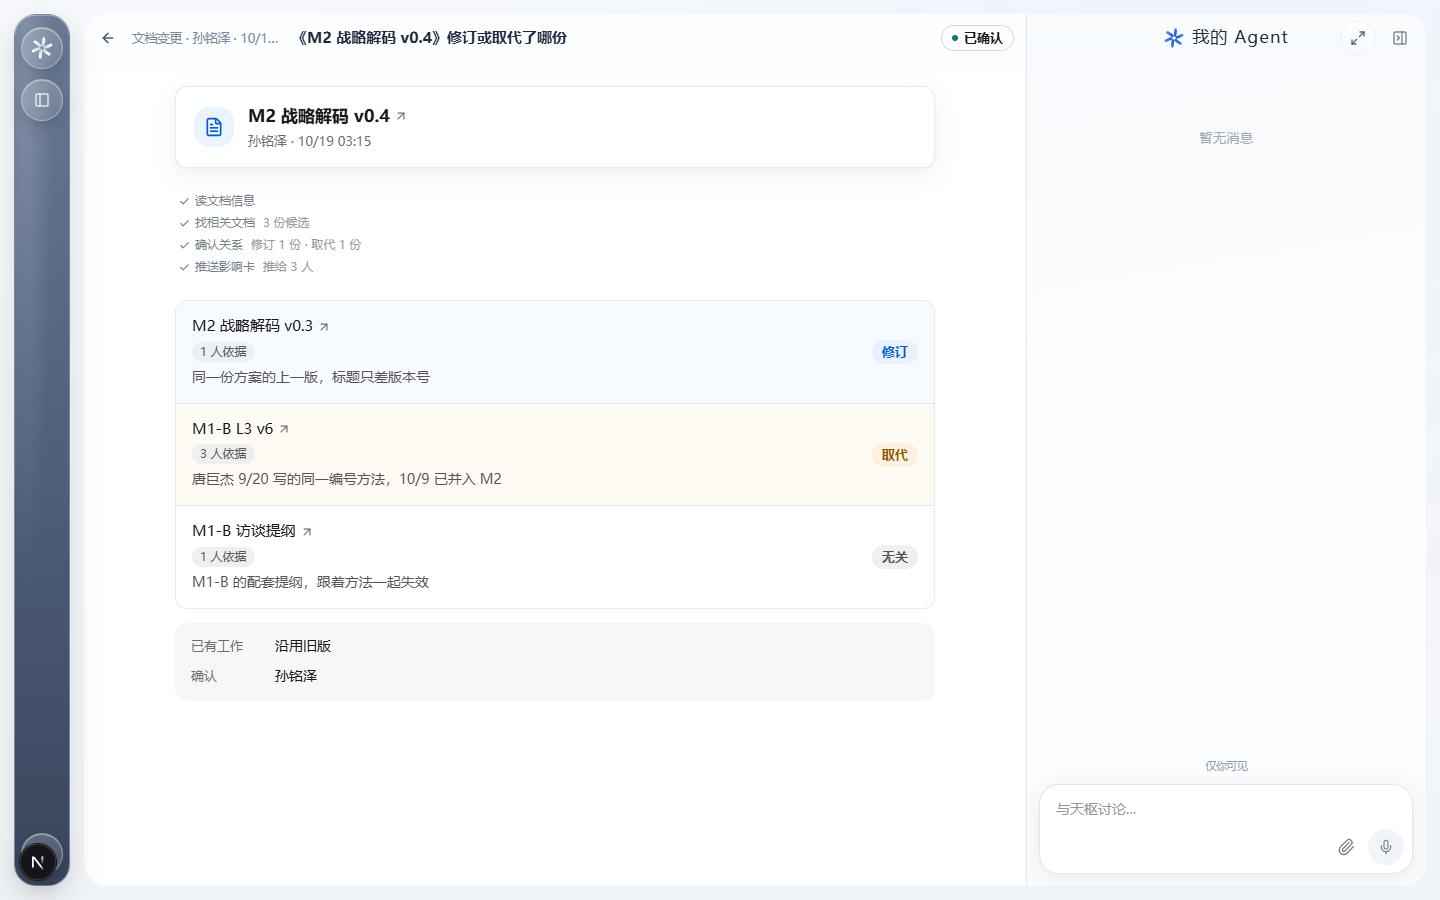 文档变更 · 孙铭泽 · 10/1...
《M2 战略解码 v0.4》修订或取代了哪份
已确认
我的 Agent
M2 战略解码 v0.4
孙铭泽 · 10/19 03:15
暂无消息
读文档信息
找相关文档 3 份候选
确认关系 修订 1 份 · 取代 1 份
推送影响卡 推给 3 人
M2 战略解码 v0.3
1 人依据
修订
同一份方案的上一版，标题只差版本号
M1-B L3 v6
3 人依据
取代
唐巨杰 9/20 写的同一编号方法，10/9 已并入 M2
M1-B 访谈提纲
1 人依据
无关
M1-B 的配套提纲，跟着方法一起失效
已有工作 沿用旧版
确认 孙铭泽
仅你可见
与天枢讨论...
N